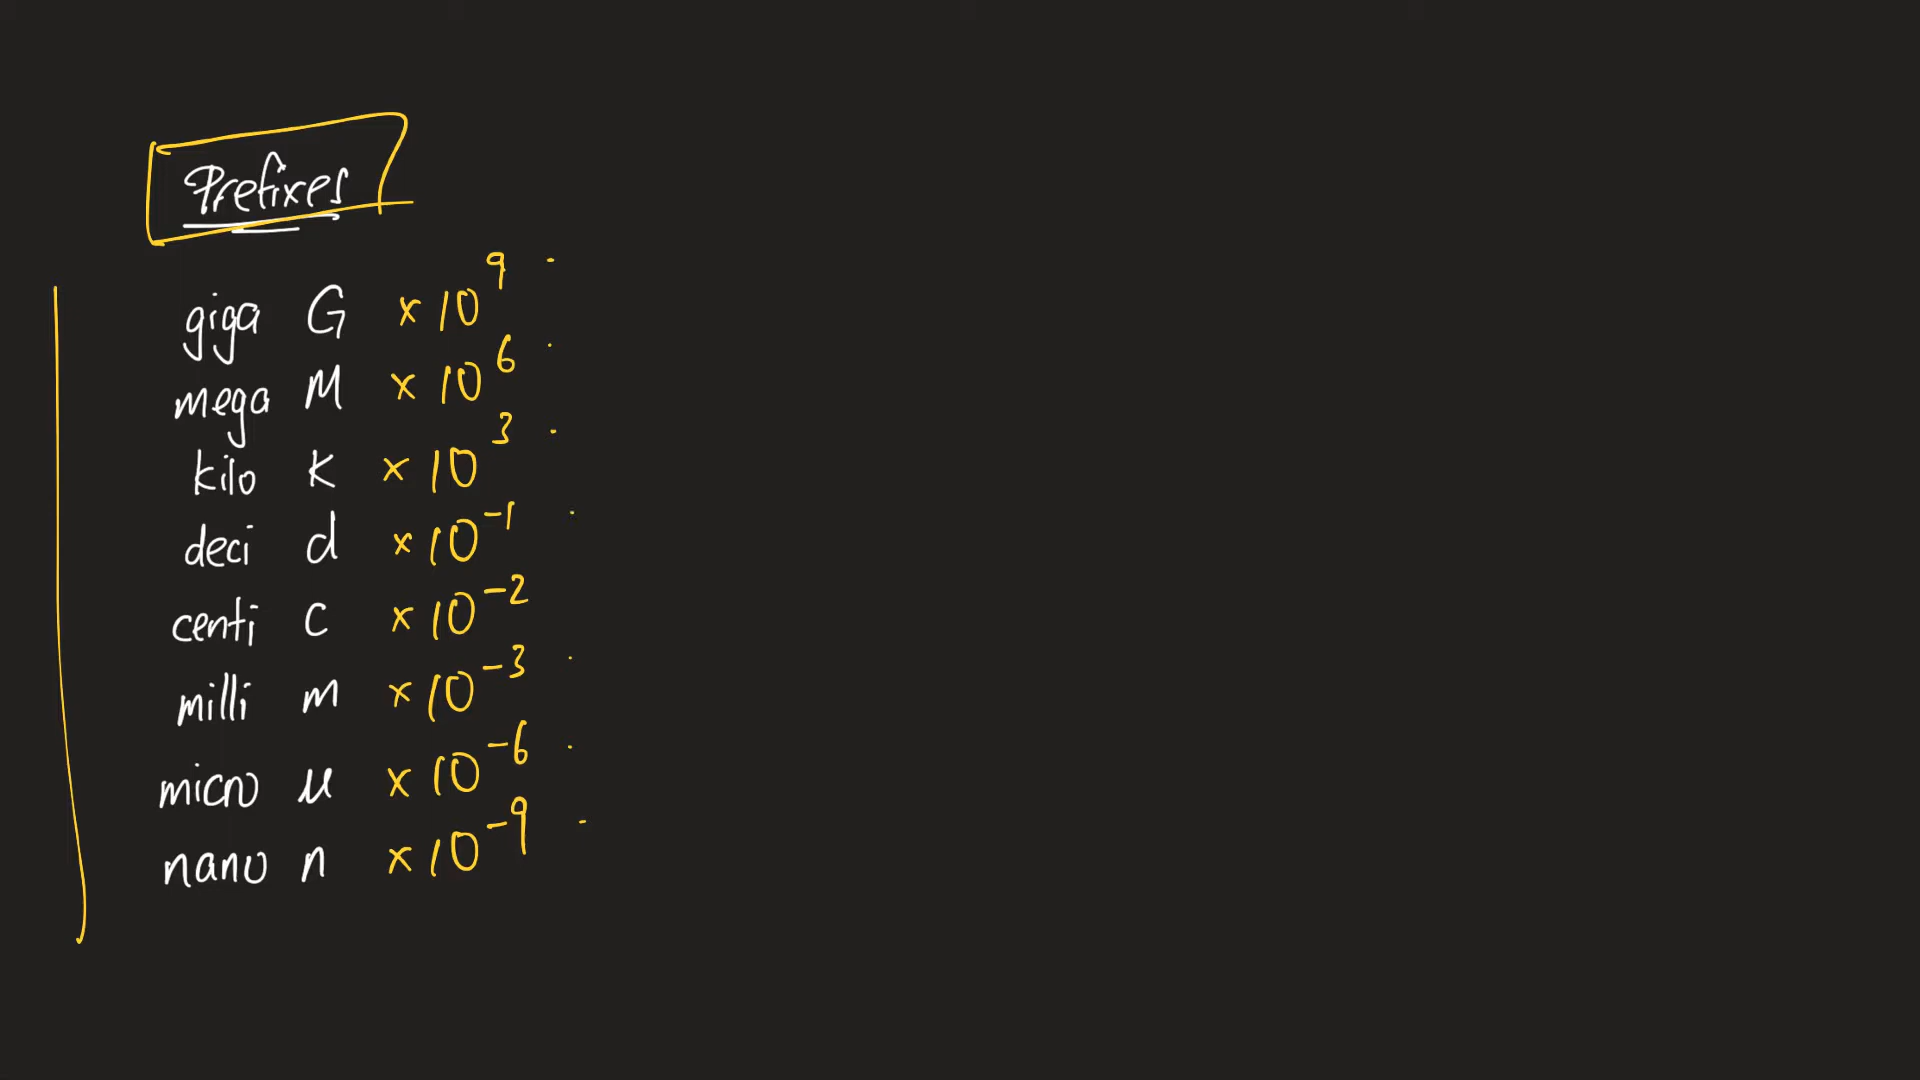 Prefixes
giga G × 10⁹
mega M × 10⁶
kilo K × 10³
deci d × 10⁻¹
centi c × 10⁻²
milli m × 10⁻³
micro μ × 10⁻⁶
nano n × 10⁻⁹